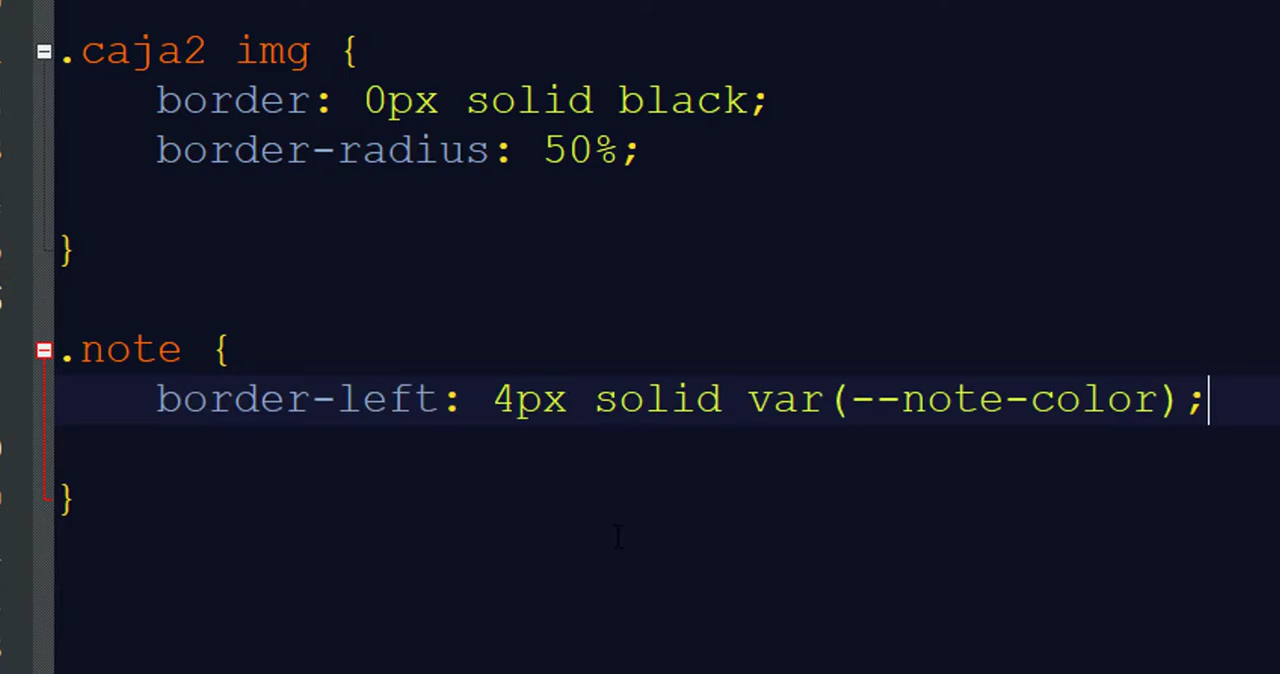 .caja2 img {
border: 0px solid black;
border-radius: 50%;
}
.note {
border-left: 4px solid var(--note-color);
}